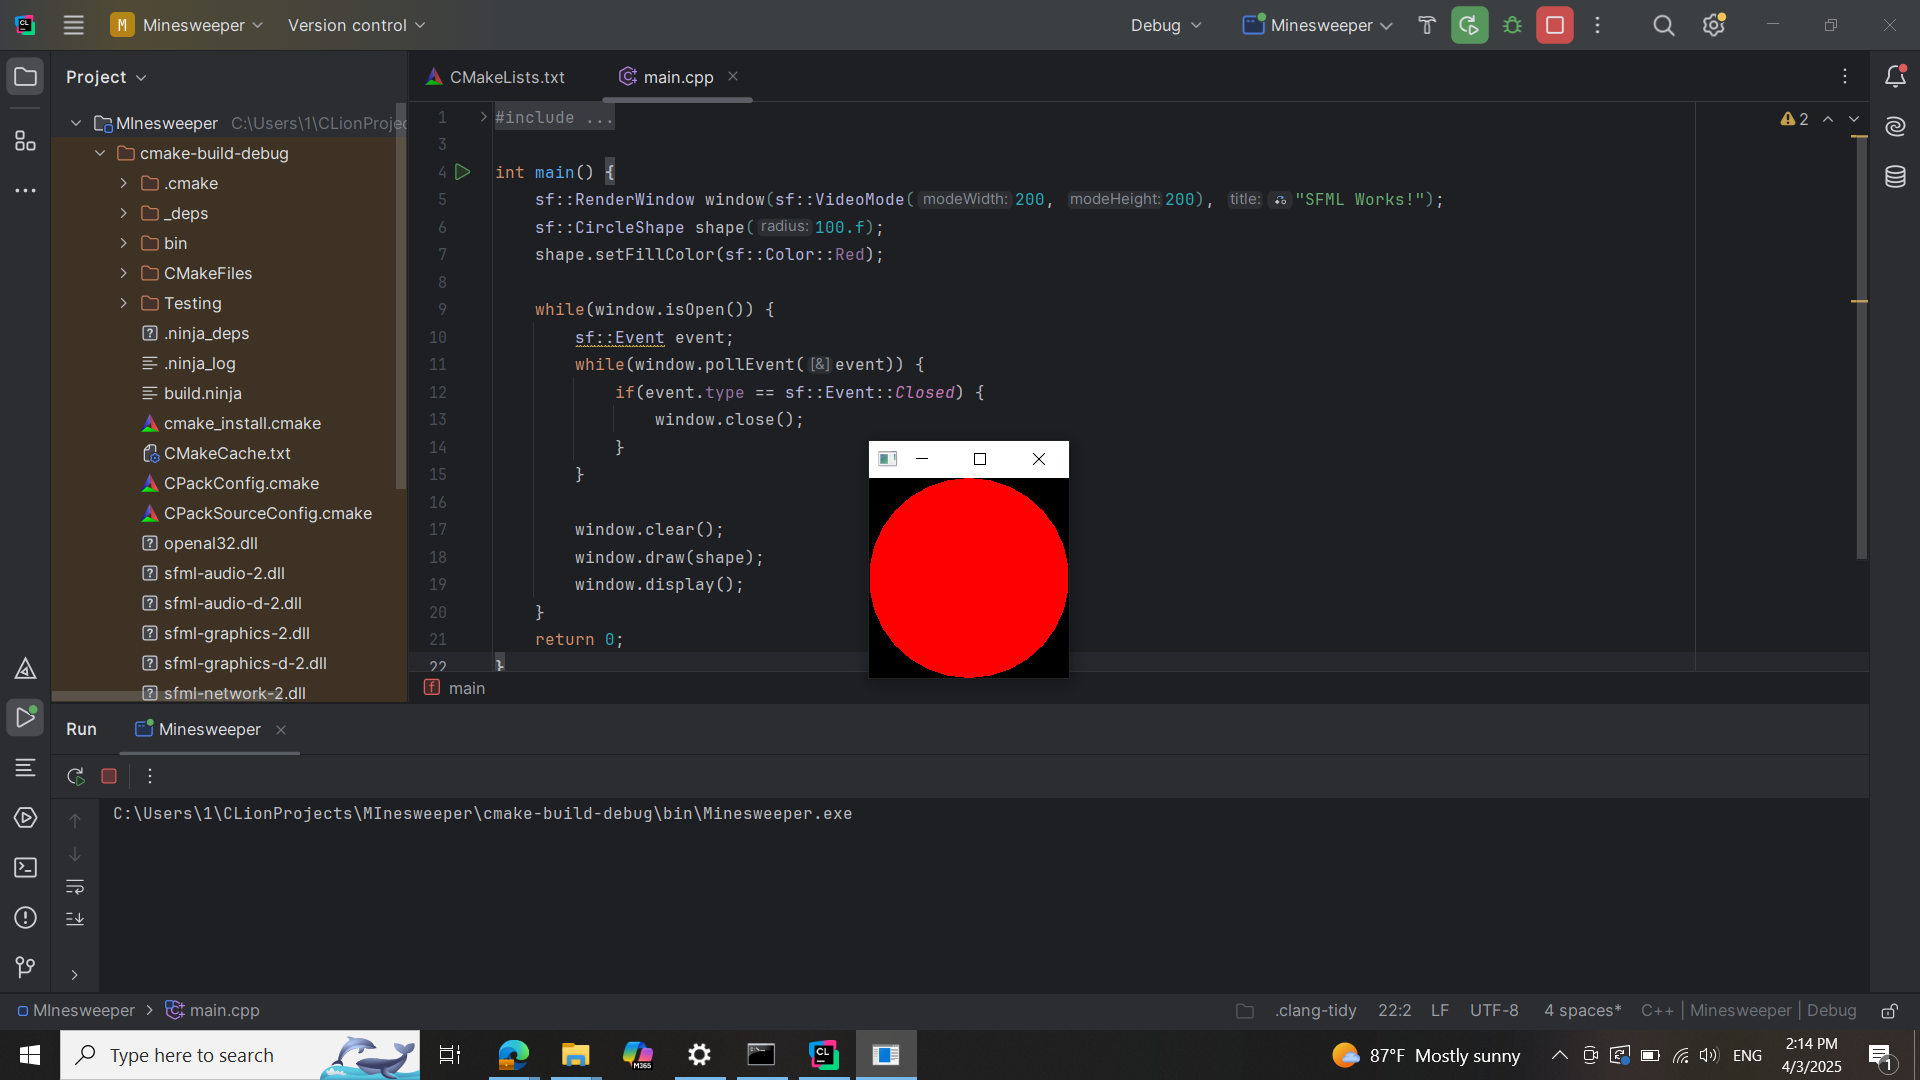 M Minesweeper Version control Debug Minesweeper
Project
CMakeLists.txt main.cpp
MInesweeper C:\Users\1\CLionProjec
cmake-build-debug
.cmake
_deps
bin
CMakeFiles
Testing
.ninja_deps
.ninja_log
build.ninja
cmake_install.cmake
CMakeCache.txt
CPackConfig.cmake
CPackSourceConfig.cmake
openal32.dll
sfml-audio-2.dll
sfml-audio-d-2.dll
sfml-graphics-2.dll
sfml-graphics-d-2.dll
sfml-network-2.dll
1 #include ...
3
4 int main() {
5 sf::RenderWindow window(sf::VideoMode( modeWidth: 200, modeHeight: 200), title: "SFML Works!");
6 sf::CircleShape shape( radius: 100.f);
7 shape.setFillColor(sf::Color::Red);
8
9 while(window.isOpen()) {
10 sf::Event event;
11 while(window.pollEvent( [&] event)) {
12 if(event.type == sf::Event::Closed) {
13 window.close();
14 }
15 }
16
17 window.clear();
18 window.draw(shape);
19 window.display();
20 }
21 return 0;
22 }
2
f main
Run Minesweeper
C:\Users\1\CLionProjects\MInesweeper\cmake-build-debug\bin\Minesweeper.exe
MInesweeper > main.cpp .clang-tidy 22:2 LF UTF-8 4 spaces* C++ | Minesweeper | Debug
Type here to search
M365
CL
87°F Mostly sunny
ENG
2:14 PM
4/3/2025
1